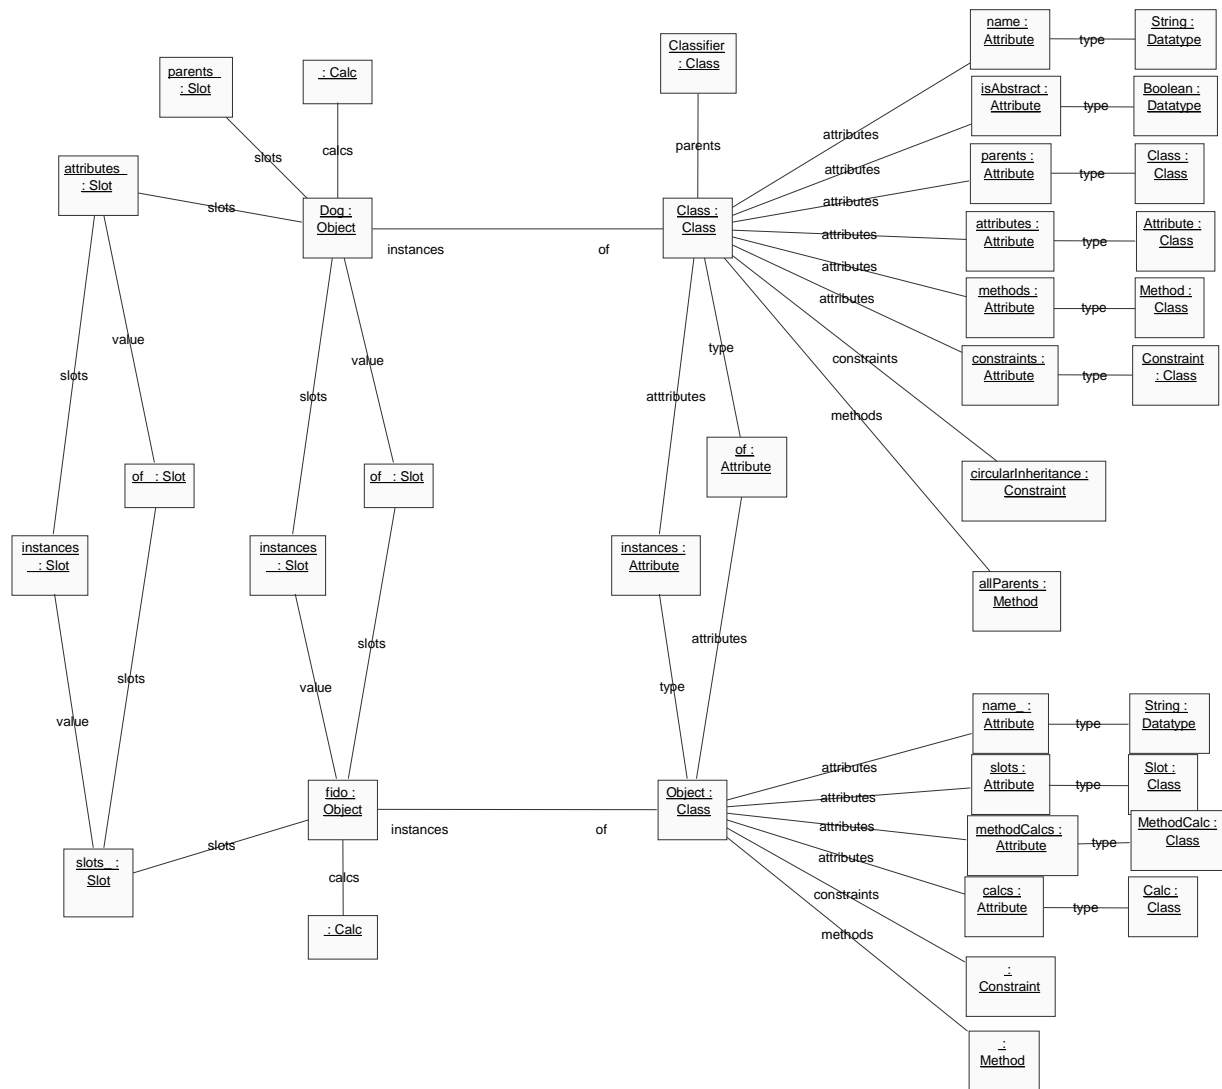 name :
Attribute
type
String :
Datatype
Classifier
: Class
parents_
: Slot
: Calc
isAbstract :
Attribute
type
Boolean :
Datatype
attributes
calcs
parents
slots
attributes
parents :
Attribute
type
Class :
Class
attributes_
: Slot
slots
Dog :
Object
instances
of
Class :
Class
attributes
attributes
attributes :
Attribute
type
Attribute :
Class
attributes
methods :
Attribute
type
Method :
Class
attributes
value
slots
value
slots
type
atttributes
constraints
constraints :
Attribute
type
Constraint
: Class
methods
of_ : Slot
of_ : Slot
of :
Attribute
circularInheritance :
Constraint
instances
_ : Slot
instances
_ : Slot
instances :
Attribute
allParents :
Method
slots
attributes
slots
value
type
value
name_ :
Attribute
type
String :
Datatype
attributes
fido :
Object
instances
of
Object :
Class
slots :
Attribute
type
Slot :
Class
attributes
attributes
methodCalcs :
Attribute
type
MethodCalc :
Class
slots_ :
Slot
slots
calcs
attributes
constraints
calcs :
Attribute
type
Calc :
Class
: Calc
methods
:
Constraint
:
Method